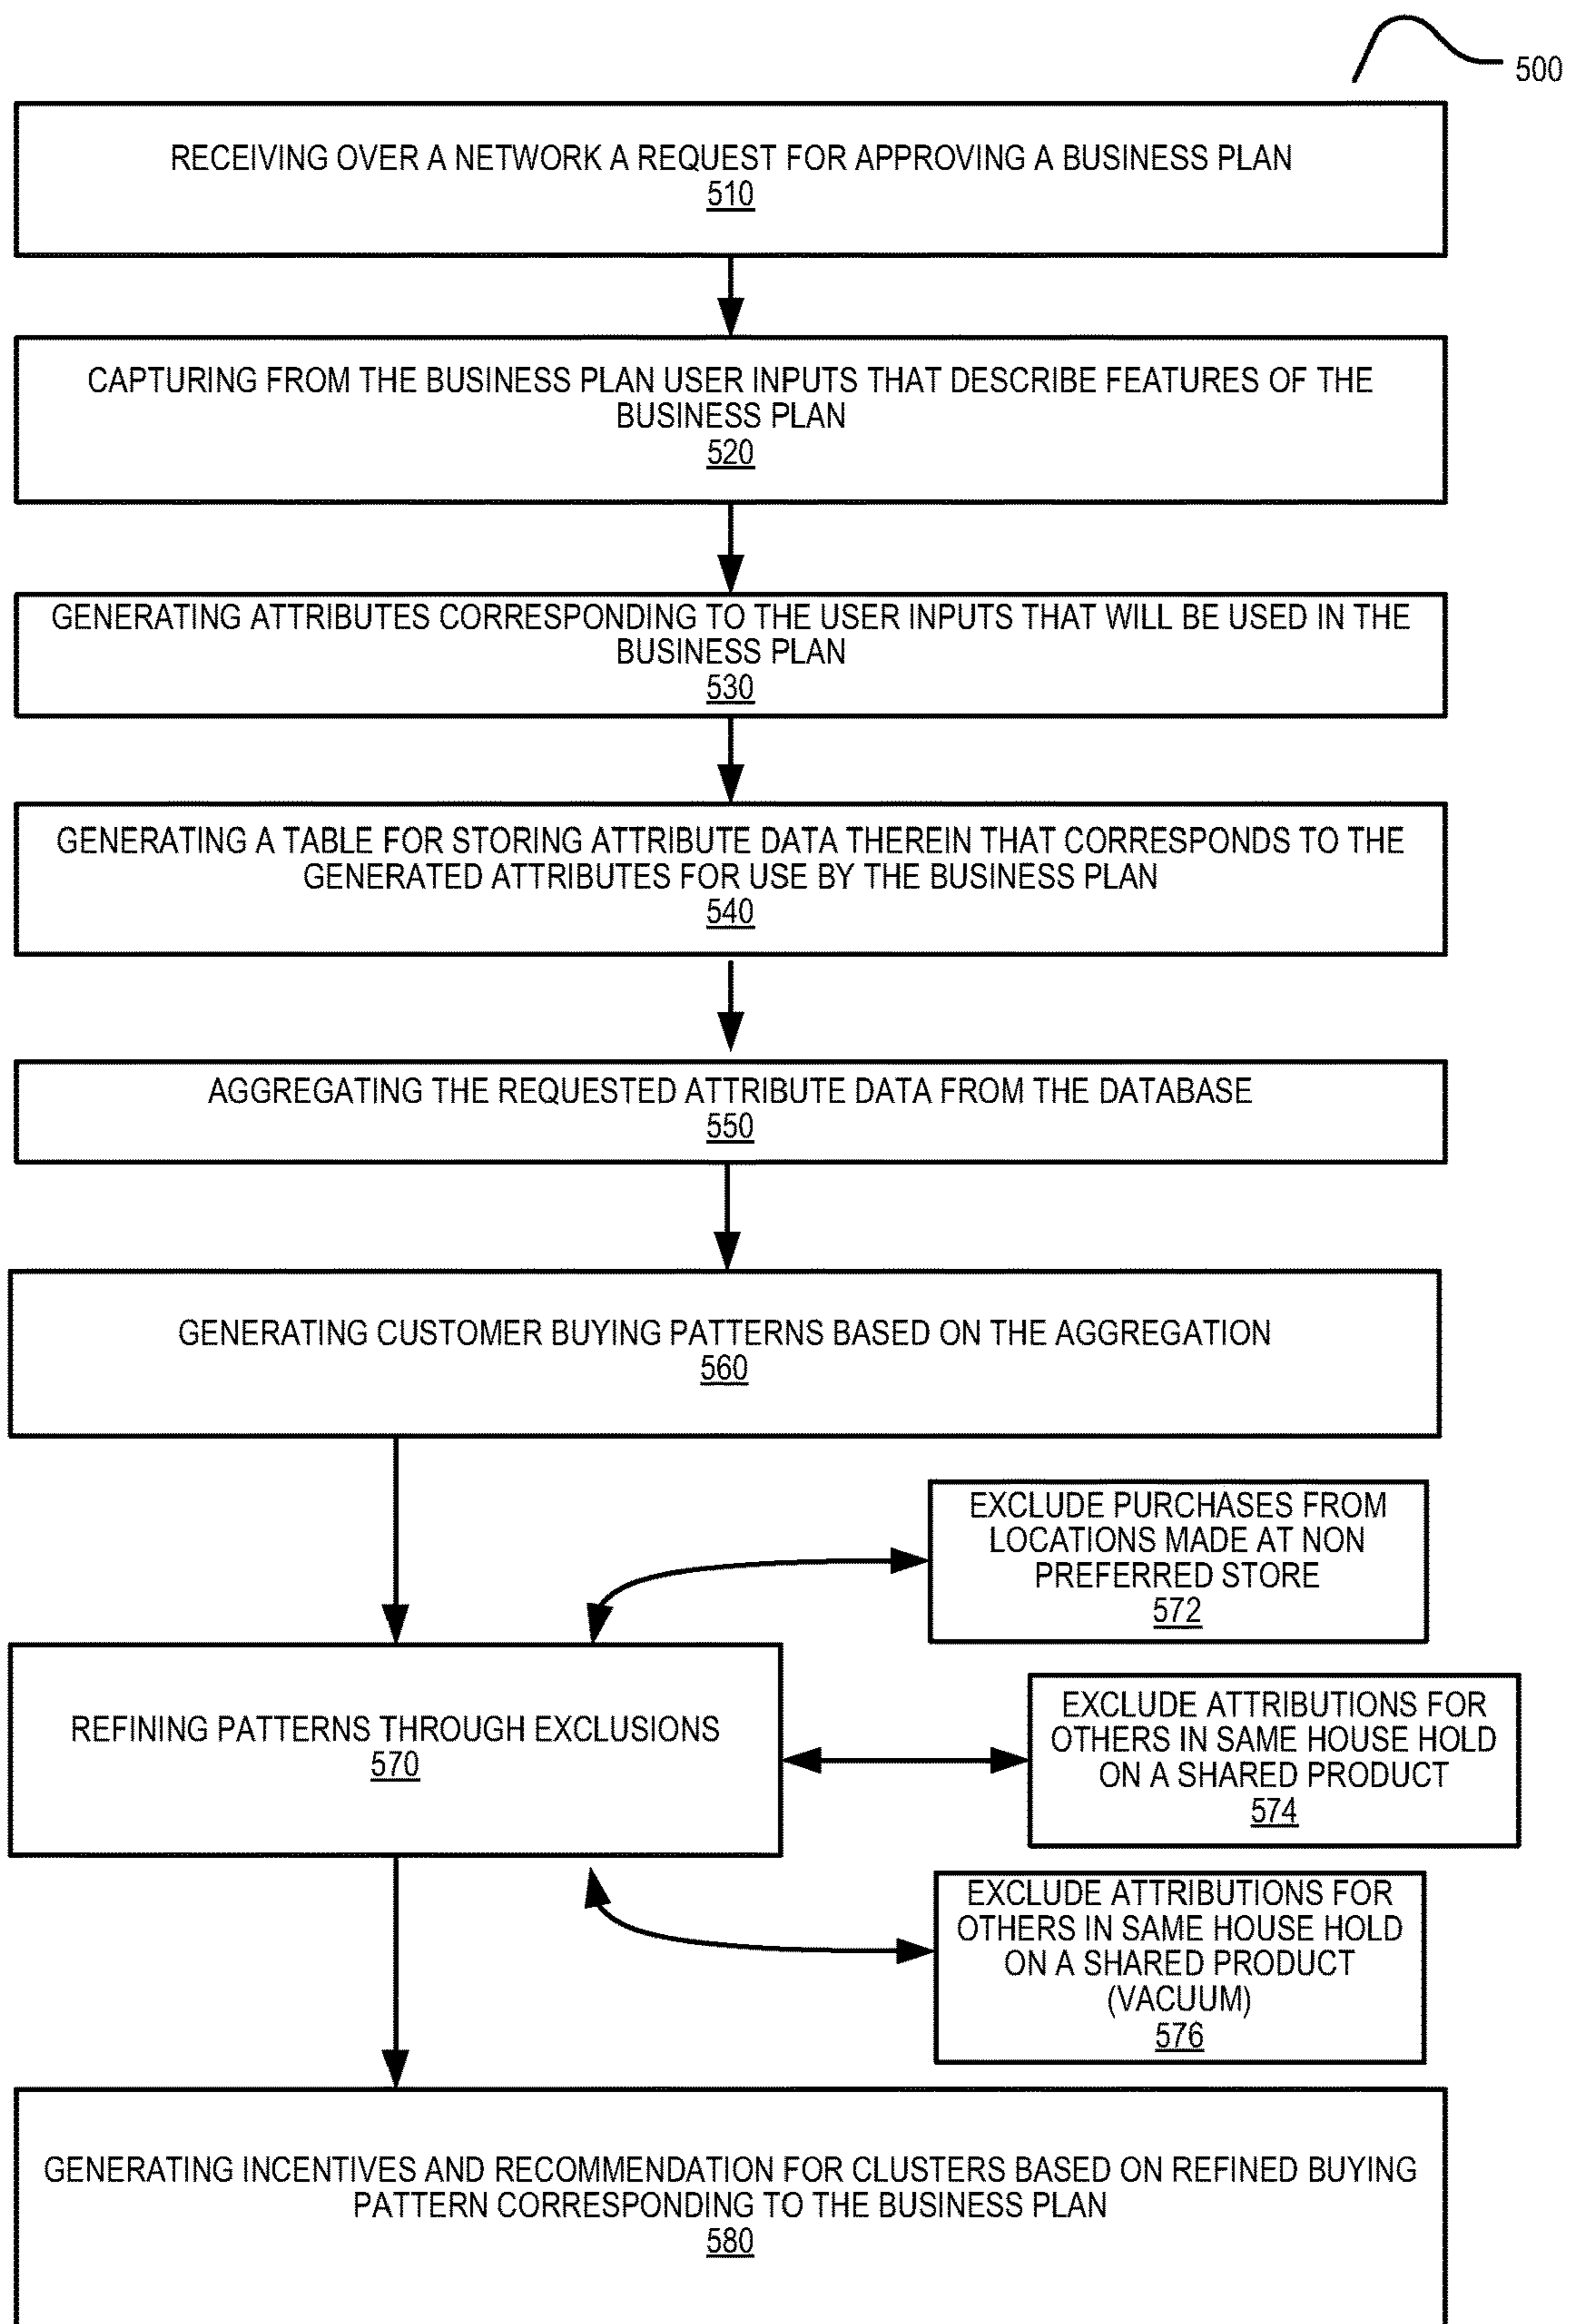 500
RECEIVING OVER A NETWORK A REQUEST FOR APPROVING A BUSINESS PLAN
510
CAPTURING FROM THE BUSINESS PLAN USER INPUTS THAT DESCRIBE FEATURES OF THE
BUSINESS PLAN
520
GENERATING ATTRIBUTES CORRESPONDING TO THE USER INPUTS THAT WILL BE USED IN THE
BUSINESS PLAN
530
GENERATING A TABLE FOR STORING ATTRIBUTE DATA THEREIN THAT CORRESPONDS TO THE
GENERATED ATTRIBUTES FOR USE BY THE BUSINESS PLAN
540
AGGREGATING THE REQUESTED ATTRIBUTE DATA FROM THE DATABASE
550
GENERATING CUSTOMER BUYING PATTERNS BASED ON THE AGGREGATION
560
EXCLUDE PURCHASES FROM
LOCATIONS MADE AT NON
PREFERRED STORE
572
REFINING PATTERNS THROUGH EXCLUSIONS
570
EXCLUDE ATTRIBUTIONS FOR
OTHERS IN SAME HOUSE HOLD
ON A SHARED PRODUCT
574
EXCLUDE ATTRIBUTIONS FOR
OTHERS IN SAME HOUSE HOLD
ON A SHARED PRODUCT
(VACUUM)
576
GENERATING INCENTIVES AND RECOMMENDATION FOR CLUSTERS BASED ON REFINED BUYING
PATTERN CORRESPONDING TO THE BUSINESS PLAN
580